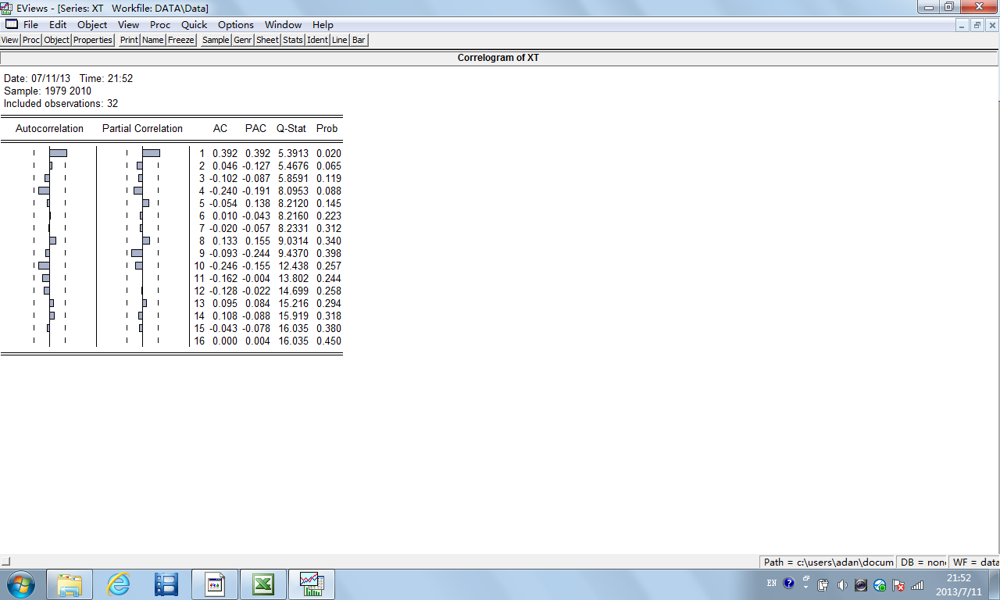 EViews - [Series: XT   Workfile: DATA\Data]
File Edit Object View Proc Quick Options Window Help
View Proc Object Properties Print Name Freeze Sample Genr Sheet Stats Ident Line Bar
Correlogram of XT
Date: 07/11/13   Time: 21:52
Sample: 1979 2010
Included observations: 32
Autocorrelation Partial Correlation AC PAC Q-Stat Prob
1 0.392 0.392 5.3913 0.020
2 0.046 -0.127 5.4676 0.065
3 -0.102 -0.087 5.8591 0.119
4 -0.240 -0.191 8.0953 0.088
5 -0.054 0.138 8.2120 0.145
6 0.010 -0.043 8.2160 0.223
7 -0.020 -0.057 8.2331 0.312
8 0.133 0.155 9.0314 0.340
9 -0.093 -0.244 9.4370 0.398
10 -0.246 -0.155 12.438 0.257
11 -0.162 -0.004 13.802 0.244
12 -0.128 -0.022 14.699 0.258
13 0.095 0.084 15.216 0.294
14 0.108 -0.088 15.919 0.318
15 -0.043 -0.078 16.035 0.380
16 0.000 0.004 16.035 0.450
Path = c:\users\adan\docum DB = non WF = data
EN 21:52
2013/7/11